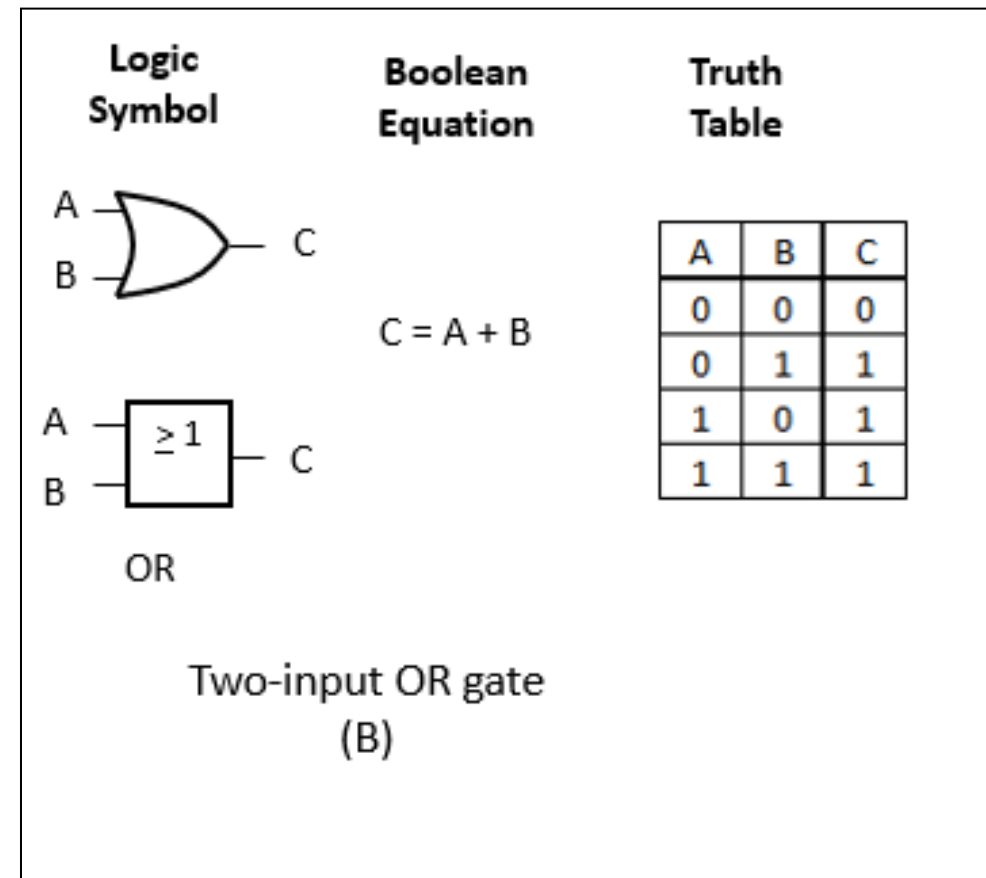 Logic
Symbol
Boolean
Equation
Truth
Table
A
B
C
C = A + B
A
B
≥ 1
C
OR
A B C
0 0 0
0 1 1
1 0 1
1 1 1
Two-input OR gate
(B)